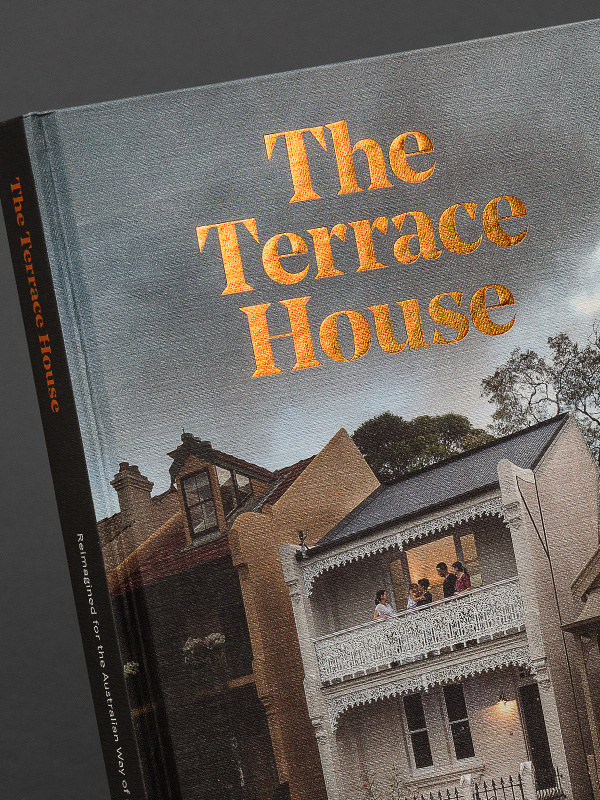 The
Terrace
House
The Terrace House
Reimagined for the Australian Way of